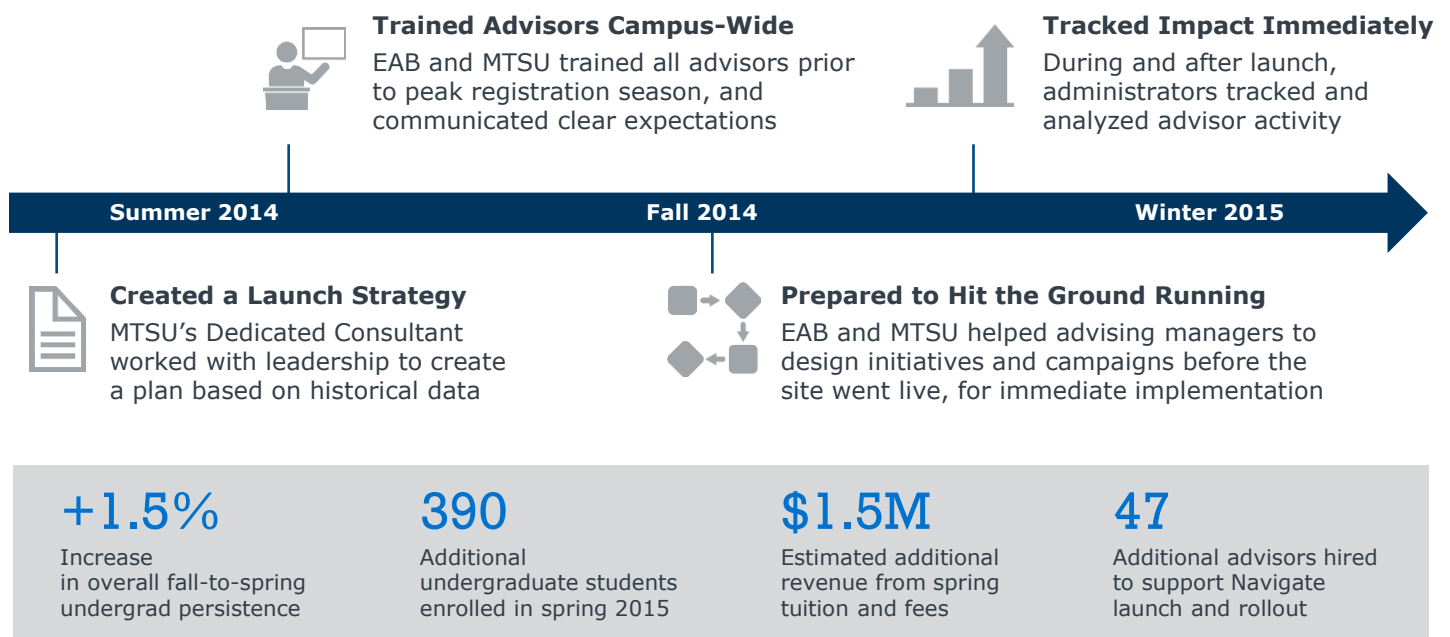 Trained Advisors Campus-Wide
EAB and MTSU trained all advisors prior
to peak registration season, and
communicated clear expectations
Tracked Impact Immediately
During and after launch,
administrators tracked and
analyzed advisor activity
Summer 2014
Fall 2014
Winter 2015
Created a Launch Strategy
MTSU’s Dedicated Consultant
worked with leadership to create
a plan based on historical data
Prepared to Hit the Ground Running
EAB and MTSU helped advising managers to
design initiatives and campaigns before the
site went live, for immediate implementation
+1.5%
Increase
in overall fall-to-spring
undergrad persistence
390
Additional
undergraduate students
enrolled in spring 2015
$1.5M
Estimated additional
revenue from spring
tuition and fees
47
Additional advisors hired
to support Navigate
launch and rollout